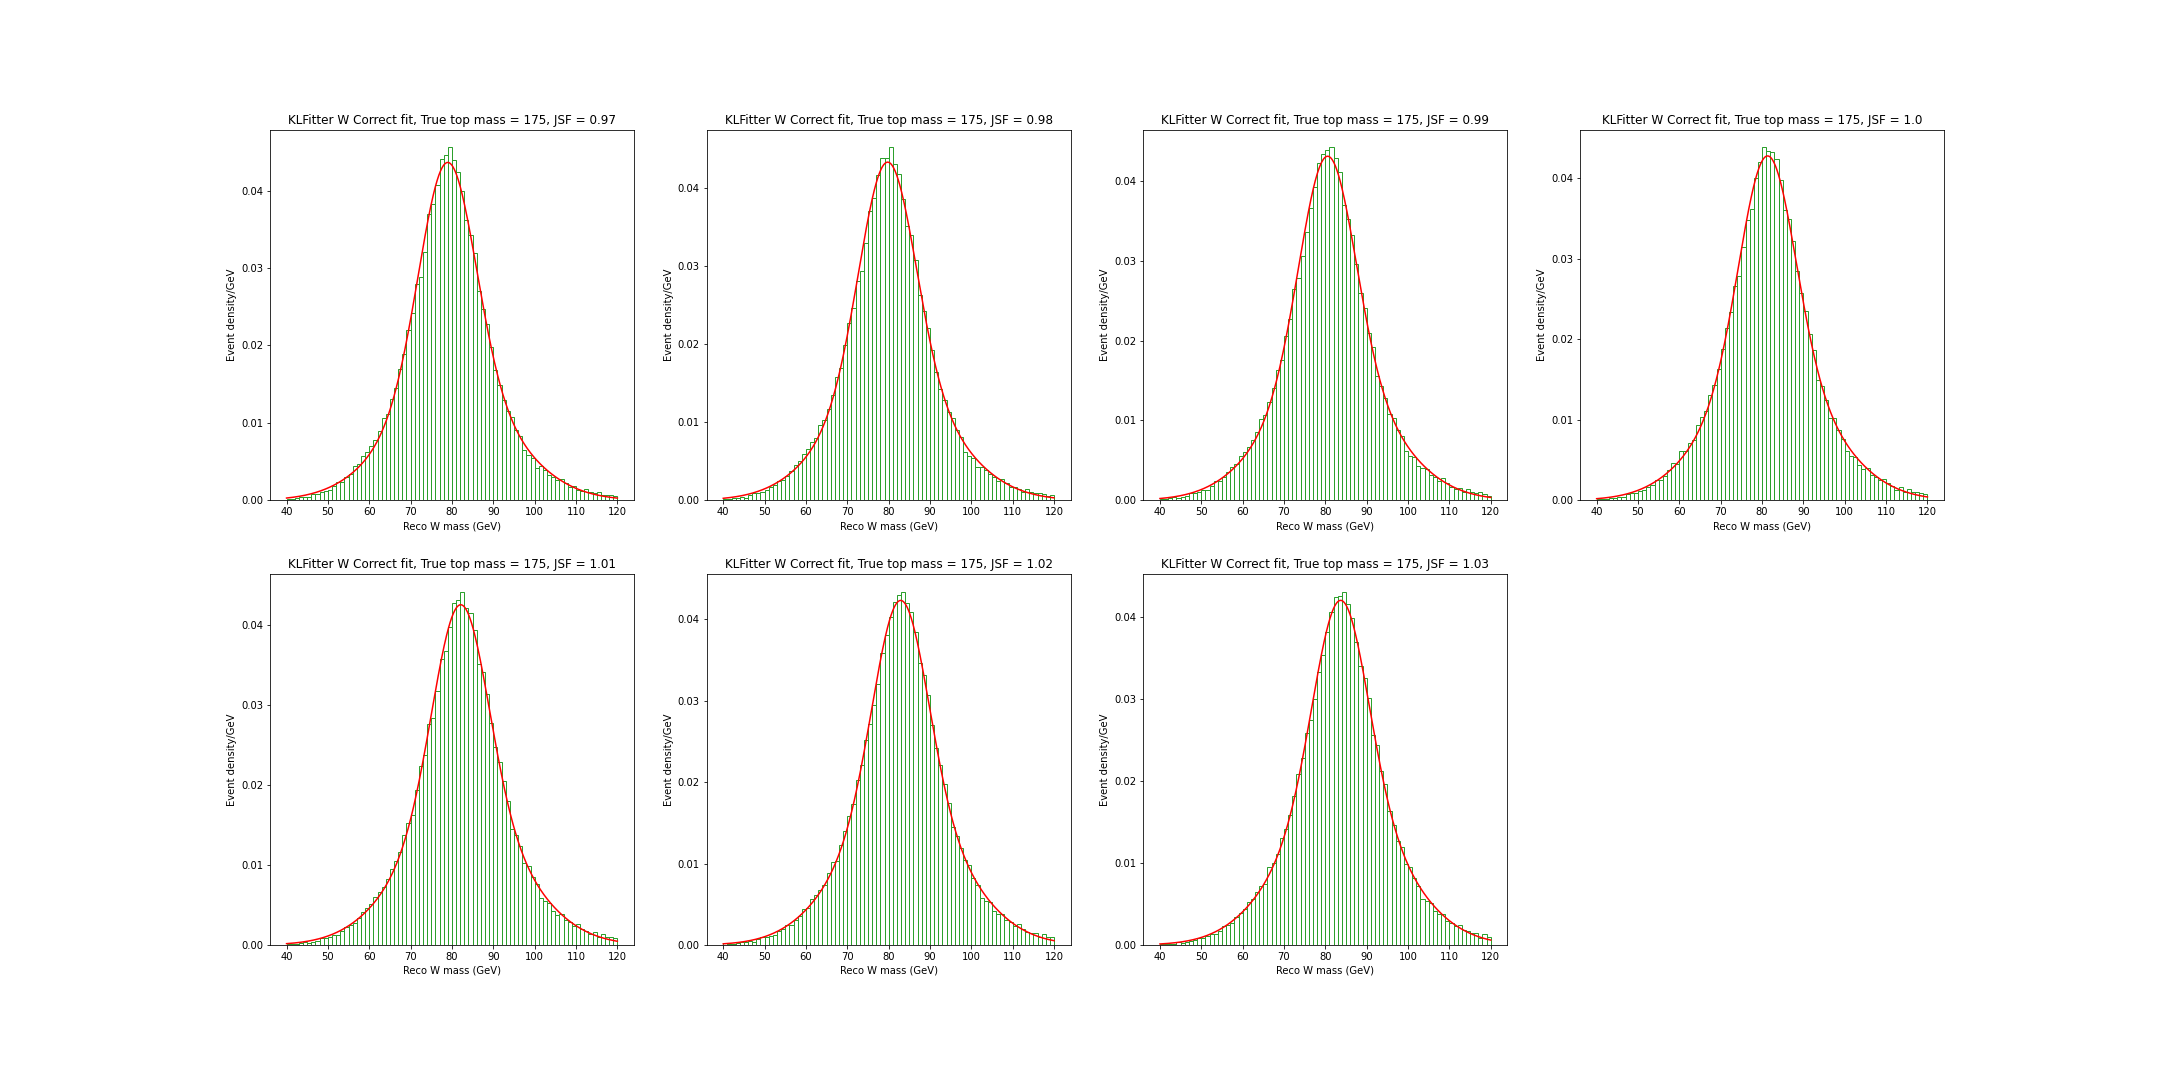 KLFitter W Correct fit, True top mass = 175, JSF = 0.97
Event density/GeV
0.04
0.03
0.02
0.01
0.00
40 50 60 70 80 90 100 110 120
Reco W mass (GeV)
KLFitter W Correct fit, True top mass = 175, JSF = 0.98
Event density/GeV
0.04
0.03
0.02
0.01
0.00
40 50 60 70 80 90 100 110 120
Reco W mass (GeV)
KLFitter W Correct fit, True top mass = 175, JSF = 0.99
Event density/GeV
0.04
0.03
0.02
0.01
0.00
40 50 60 70 80 90 100 110 120
Reco W mass (GeV)
KLFitter W Correct fit, True top mass = 175, JSF = 1.0
Event density/GeV
0.04
0.03
0.02
0.01
0.00
40 50 60 70 80 90 100 110 120
Reco W mass (GeV)
KLFitter W Correct fit, True top mass = 175, JSF = 1.01
Event density/GeV
0.04
0.03
0.02
0.01
0.00
40 50 60 70 80 90 100 110 120
Reco W mass (GeV)
KLFitter W Correct fit, True top mass = 175, JSF = 1.02
Event density/GeV
0.04
0.03
0.02
0.01
0.00
40 50 60 70 80 90 100 110 120
Reco W mass (GeV)
KLFitter W Correct fit, True top mass = 175, JSF = 1.03
Event density/GeV
0.04
0.03
0.02
0.01
0.00
40 50 60 70 80 90 100 110 120
Reco W mass (GeV)